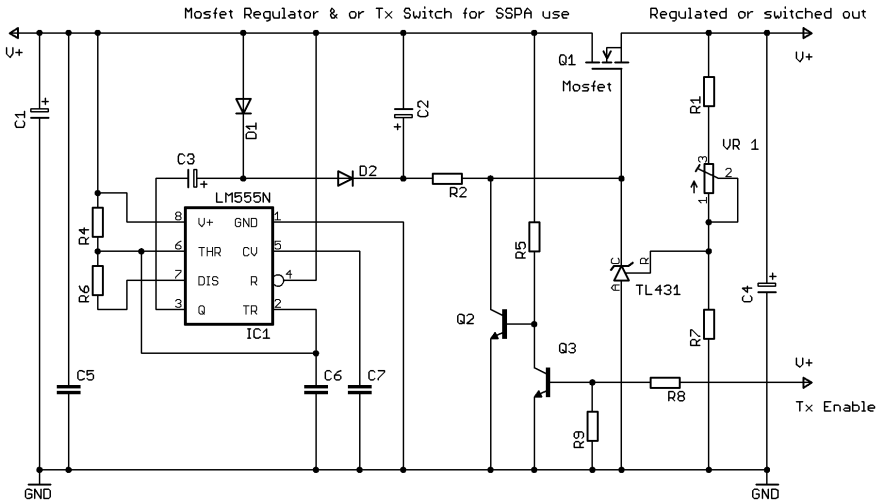 Mosfet Regulator & or Tx Switch for SSPA use
Regulated or switched out
V+
V+
Q1
Mosfet
C1
+
D1
C2
+
R1
VR 1
3
2
1
C3
+
D2
R2
LM555N
8
V+
GND
1
6
THR
CV
5
7
DIS
R
4
3
Q
TR
2
IC1
R4
R6
R5
C
R
A
TL431
C4
+
R7
Q2
Q3
C5
C6
C7
V+
R8
Tx Enable
R9
GND
GND